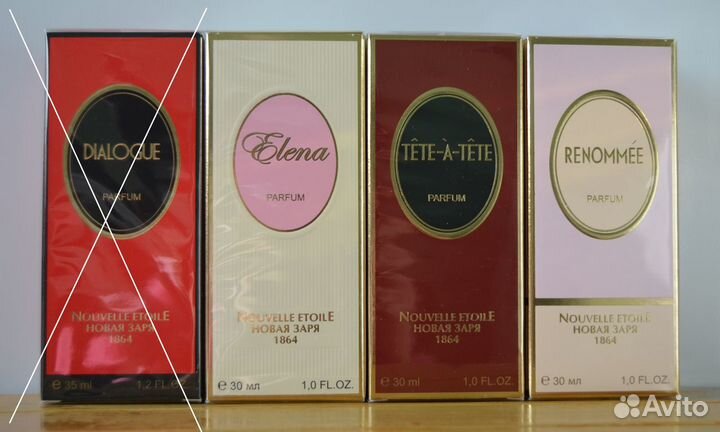 DIALOGUE
PARFUM
NOUVELLE ETOILE
НОВАЯ ЗАРЯ
1864
℮ 35 ml 1,2 FL.OZ.
Elena
PARFUM
NOUVELLE ETOILE
НОВАЯ ЗАРЯ
1864
℮ 30 мл 1,0 FL.OZ.
TÊTE-À-TÊTE
PARFUM
NOUVELLE ETOILE
НОВАЯ ЗАРЯ
1864
℮ 30 ml 1,0 FL.OZ.
RENOMMÉE
PARFUM
NOUVELLE ETOILE
НОВАЯ ЗАРЯ
1864
℮ 30 МЛ 1,0 FL.OZ.
Avito